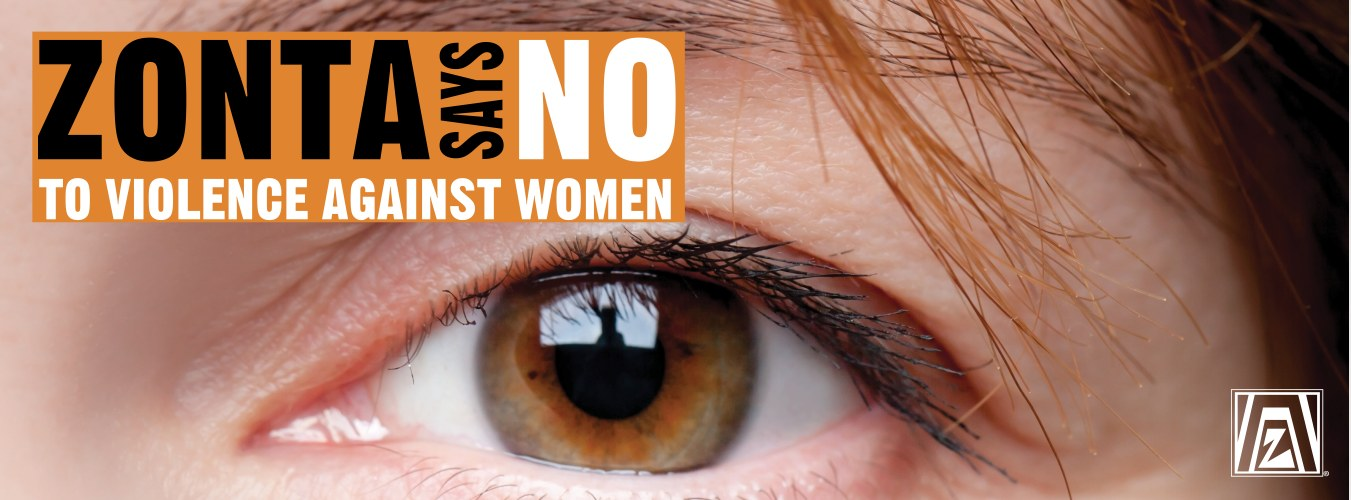 ZONTA SAYS NO
TO VIOLENCE AGAINST WOMEN
Z
®